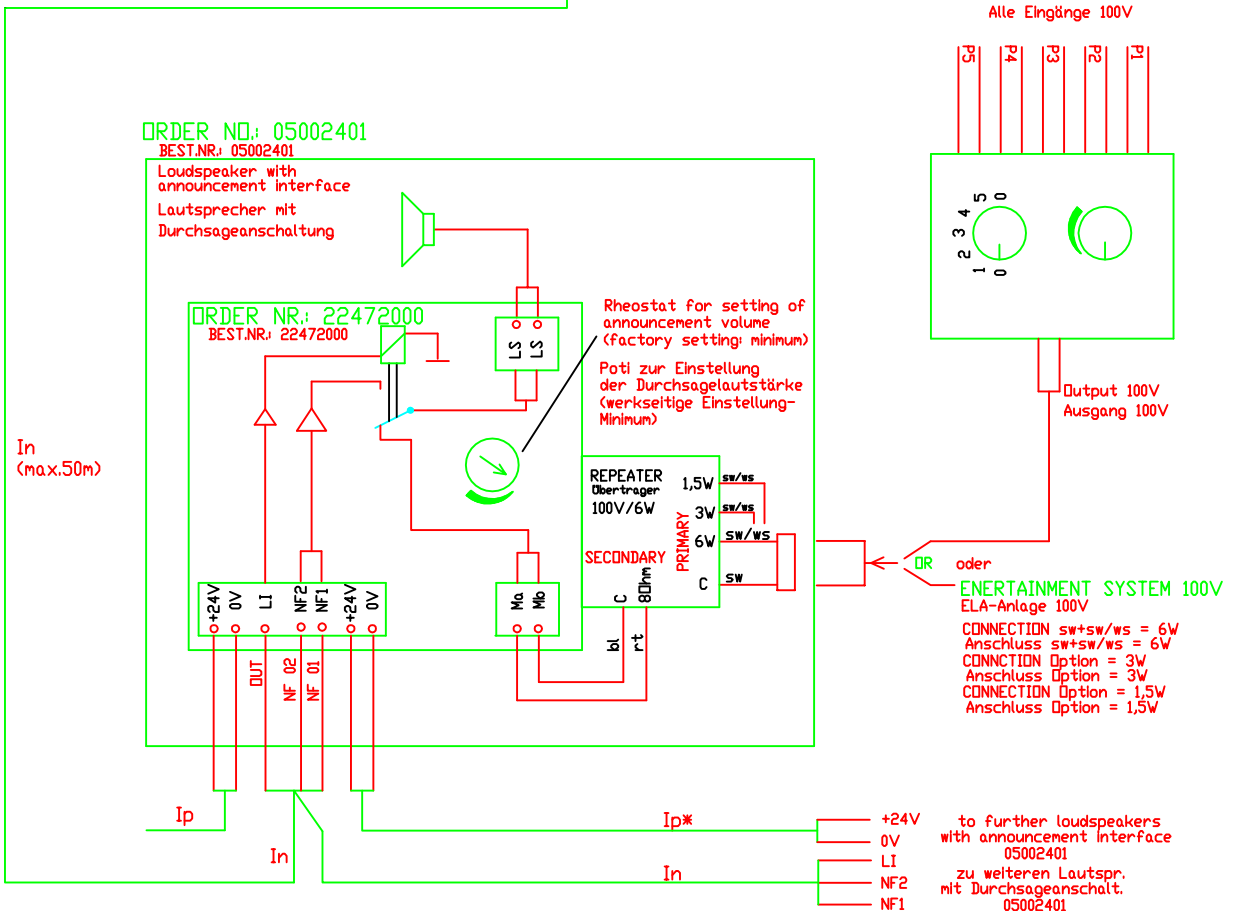 Alle Eingänge 100V
P5
P4
P3
P2
P1
ORDER NO.: 05002401
BEST.NR.: 05002401
Loudspeaker with
announcement interface
Lautsprecher mit
Durchsageanschaltung
0
5
4
3
2
1
0
ORDER NR.: 22472000
BEST.NR.: 22472000
LS
LS
Rheostat for setting of
announcement volume
(factory setting: minimum)
Poti zur Einstellung
der Durchsagelautstärke
(werkseitige Einstellung-
Minimum)
Output 100V
Ausgang 100V
In
(max.50m)
REPEATER
Übertrager
100V/6W
1,5W
sw/ws
3W
sw/ws
6W
sw/ws
C
sw
PRIMARY
SECONDARY
C
8Ohm
bl
rt
+24V
0V
LI
NF2
NF1
+24V
0V
Ma
Mb
OUT
NF 02
NF 01
OR oder
ENERTAINMENT SYSTEM 100V
ELA-Anlage 100V
CONNECTION sw+sw/ws = 6W
Anschluss sw+sw/ws = 6W
CONNCTION Option = 3W
Anschluss Option = 3W
CONNECTION Option = 1,5W
Anschluss Option = 1,5W
Ip
Ip*
In
In
+24V
0V
LI
NF2
NF1
to further loudspeakers
with announcement interface
05002401
zu weiteren Lautspr.
mit Durchsageanschalt.
05002401